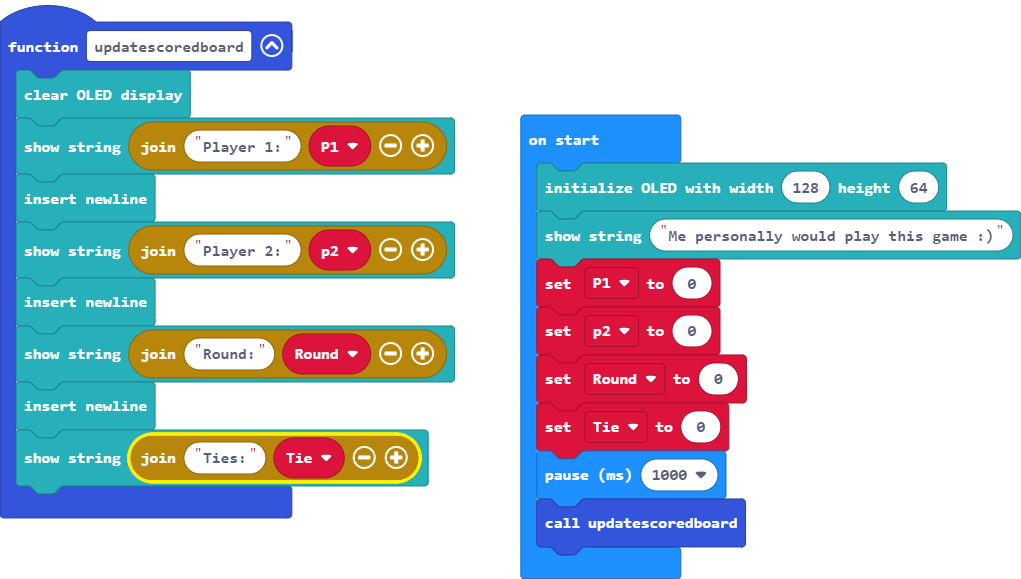 function updatescoredboard
clear OLED display
show string join "Player 1:" P1
insert newline
show string join "Player 2:" p2
insert newline
show string join "Round:" Round
insert newline
show string join "Ties:" Tie
on start
initialize OLED with width 128 height 64
show string "Me personally would play this game :)"
set P1 to 0
set p2 to 0
set Round to 0
set Tie to 0
pause (ms) 1000
call updatescoredboard